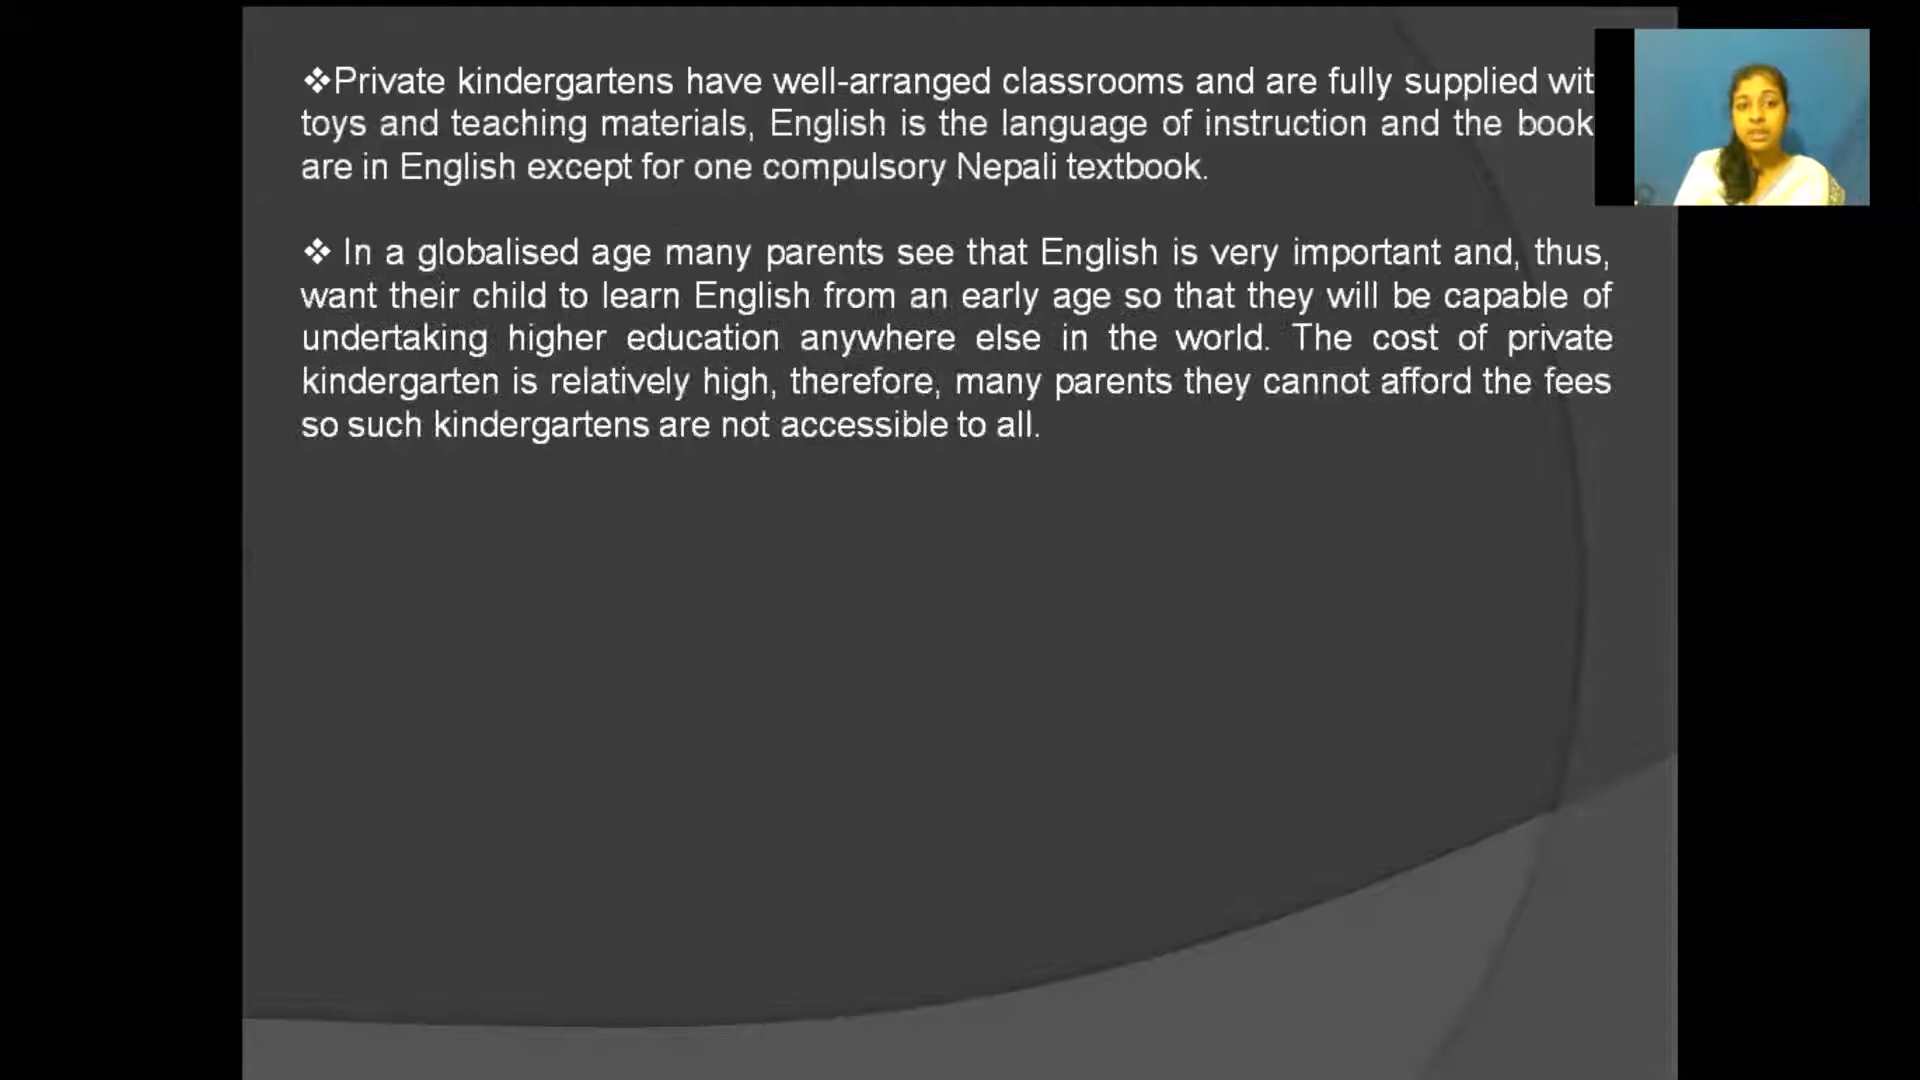 ❖Private kindergartens have well-arranged classrooms and are fully supplied wit
toys and teaching materials, English is the language of instruction and the book
are in English except for one compulsory Nepali textbook.
❖ In a globalised age many parents see that English is very important and, thus,
want their child to learn English from an early age so that they will be capable of
undertaking higher education anywhere else in the world. The cost of private
kindergarten is relatively high, therefore, many parents they cannot afford the fees
so such kindergartens are not accessible to all.